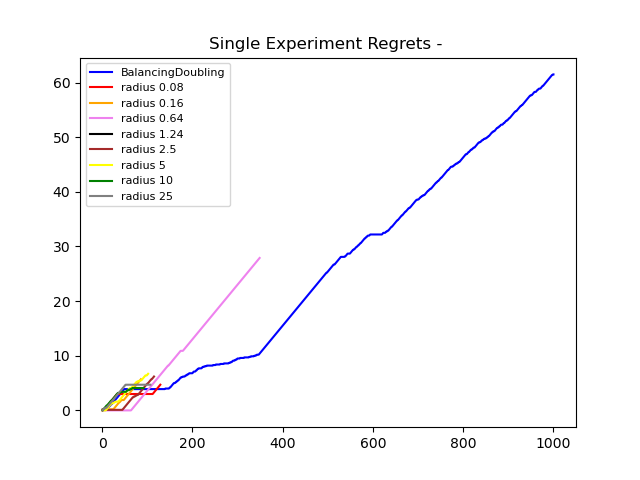 Single Experiment Regrets -
BalancingDoubling
radius 0.08
radius 0.16
radius 0.64
radius 1.24
radius 2.5
radius 5
radius 10
radius 25
60
50
40
30
20
10
0
0 200 400 600 800 1000